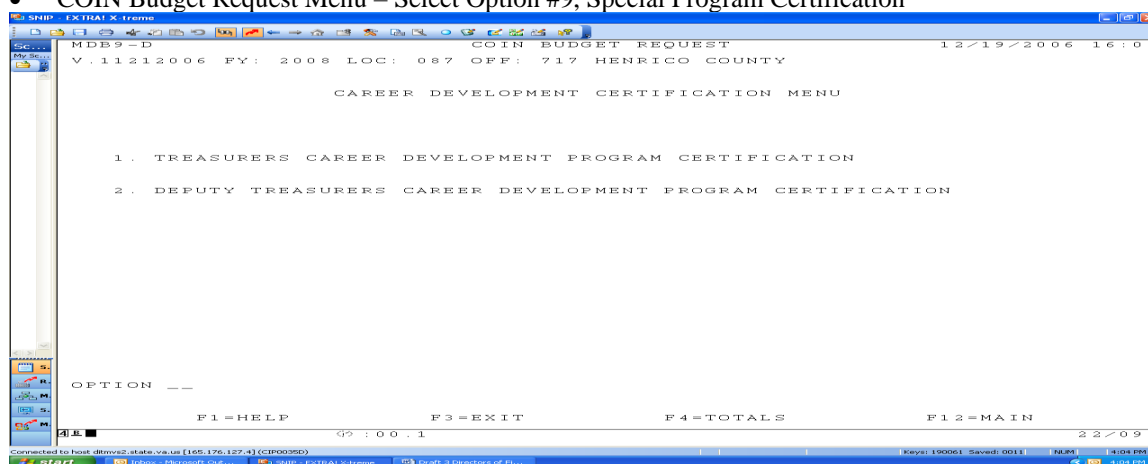 • COIN Budget Request Menu – Select Option #9, Special Program Certification
SNIP - EXTRA! X-treme
Sc...
My Sc...
MDB9-D COIN BUDGET REQUEST 12/19/2006 16:0
V.11212006 FY: 2008 LOC: 087 OFF: 717 HENRICO COUNTY
CAREER DEVELOPMENT CERTIFICATION MENU
1. TREASURERS CAREER DEVELOPMENT PROGRAM CERTIFICATION
2. DEPUTY TREASURERS CAREER DEVELOPMENT PROGRAM CERTIFICATION
S.
R.
M.
S.
M.
OPTION __
F1=HELP F3=EXIT F4=TOTALS F12=MAIN
:00.1 22/09
Connected to host ditmvs2.state.va.us [165.176.127.4] (CIP0035D) Keys: 190061 Saved: 0011 NUM 4:04 PM
start Inbox - Microsoft Out... SNIP - EXTRA! X-treme Draft 3 Directors of Fi... 4:04 PM